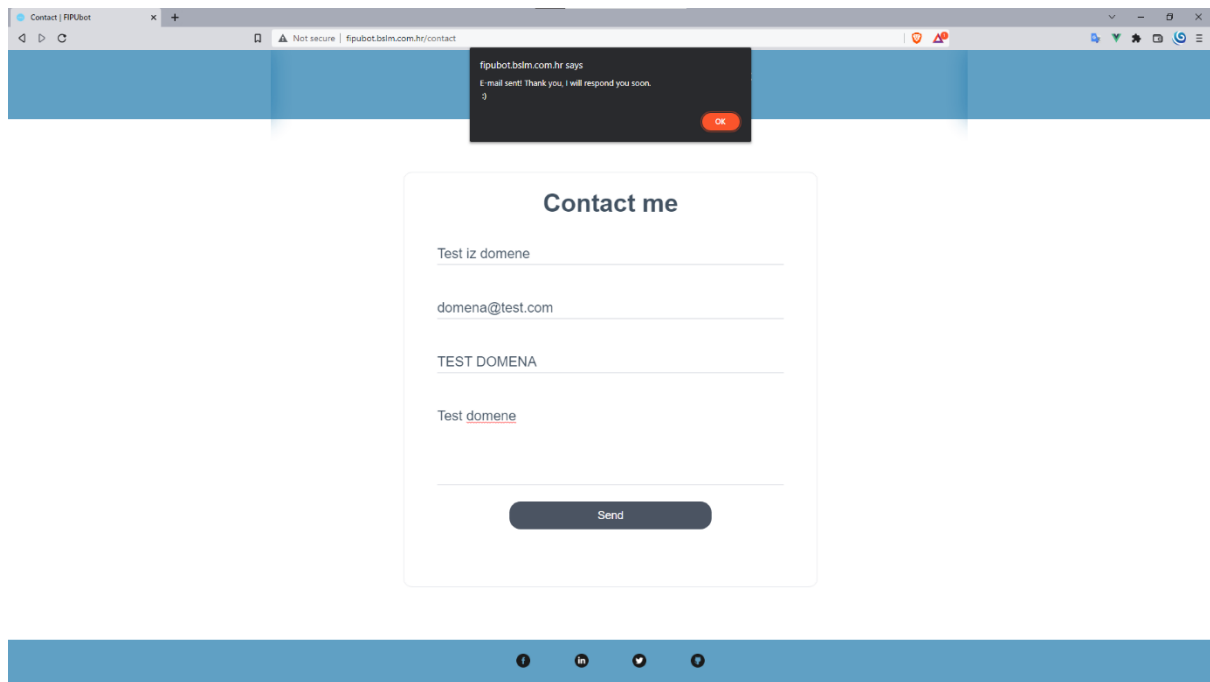 Contact | FIPUbot
Not secure | fipubot.bslm.com.hr/contact
fipubot.bslm.com.hr says
E-mail sent! Thank you, I will respond you soon.
:)
OK
Contact me
Test iz domene
domena@test.com
TEST DOMENA
Test domene
Send